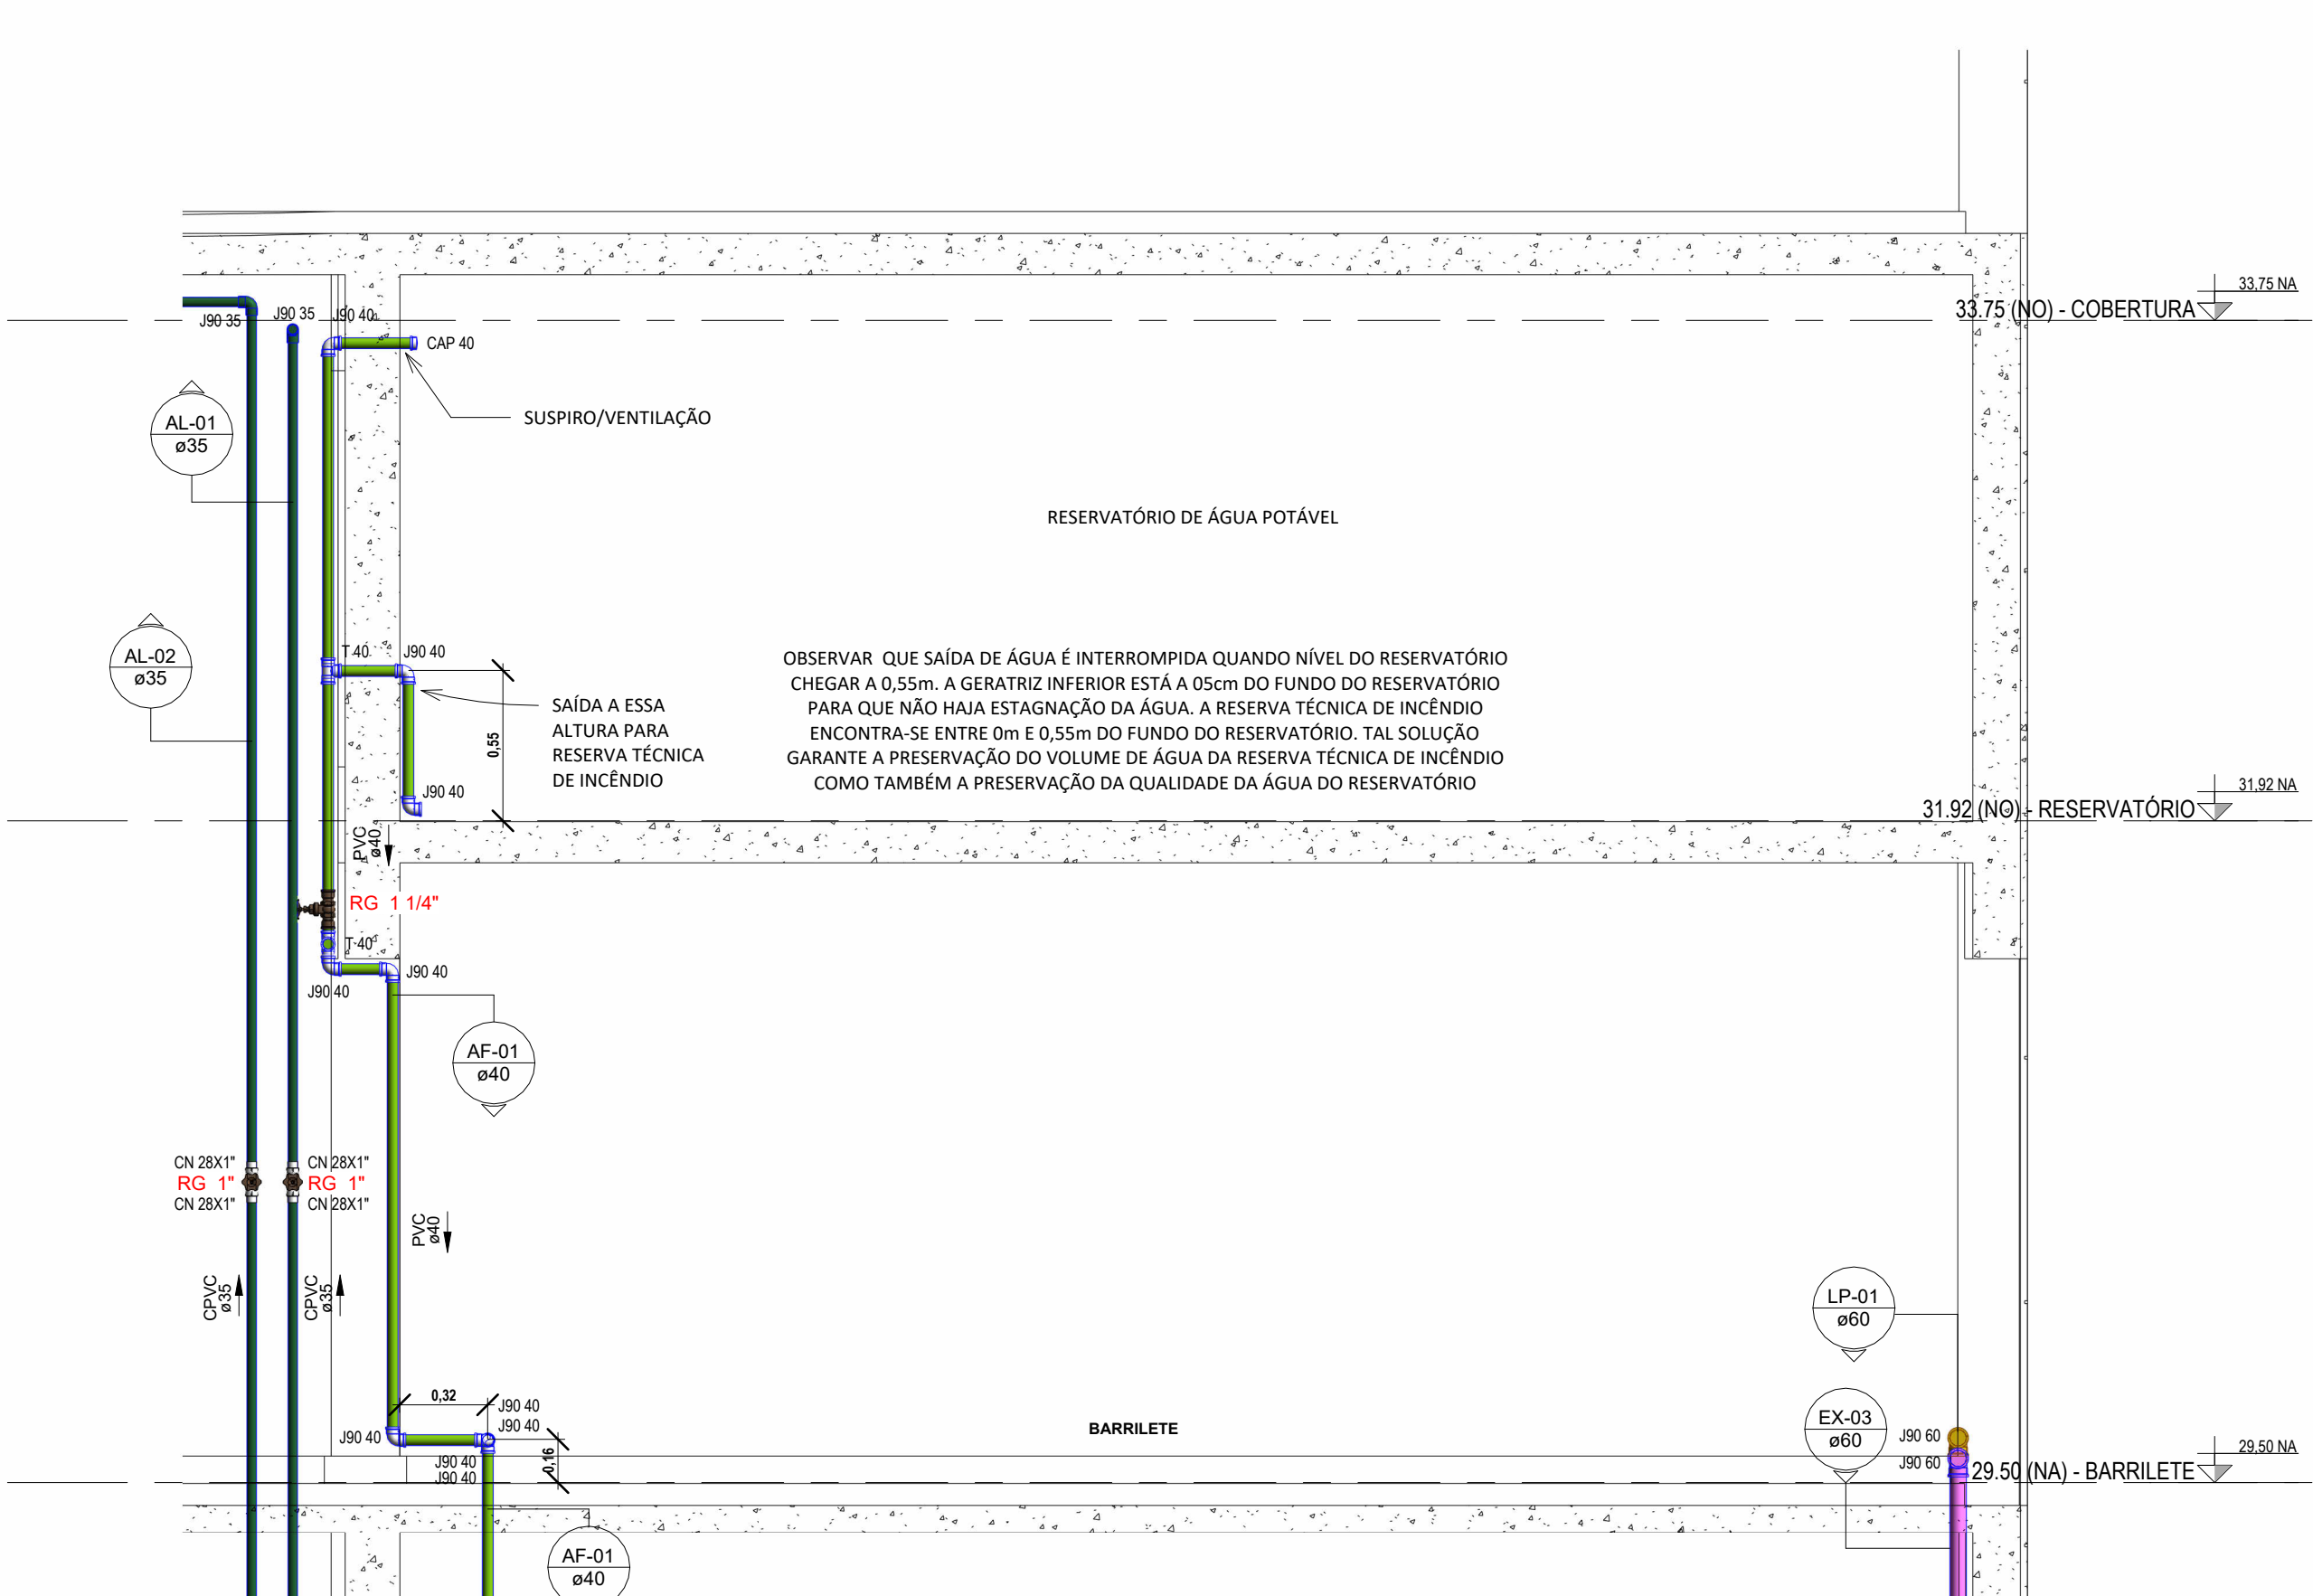 33,75 NA
33.75 (NO) - COBERTURA
J90 35
J90 35
J90 40
CAP 40
SUSPIRO/VENTILAÇÃO
AL-01
ø35
RESERVATÓRIO DE ÁGUA POTÁVEL
AL-02
ø35
T 40
J90 40
OBSERVAR QUE SAÍDA DE ÁGUA É INTERROMPIDA QUANDO NÍVEL DO RESERVATÓRIO
CHEGAR A 0,55m. A GERATRIZ INFERIOR ESTÁ A 05cm DO FUNDO DO RESERVATÓRIO
PARA QUE NÃO HAJA ESTAGNAÇÃO DA ÁGUA. A RESERVA TÉCNICA DE INCÊNDIO
ENCONTRA-SE ENTRE 0m E 0,55m DO FUNDO DO RESERVATÓRIO. TAL SOLUÇÃO
GARANTE A PRESERVAÇÃO DO VOLUME DE ÁGUA DA RESERVA TÉCNICA DE INCÊNDIO
COMO TAMBÉM A PRESERVAÇÃO DA QUALIDADE DA ÁGUA DO RESERVATÓRIO
SAÍDA A ESSA
ALTURA PARA
RESERVA TÉCNICA
DE INCÊNDIO
0,55
J90 40
31,92 NA
31.92 (NO) - RESERVATÓRIO
PVC
ø40
RG 1 1/4"
T 40
J90 40
J90 40
AF-01
ø40
CN 28X1"
RG 1"
CN 28X1"
CN 28X1"
RG 1"
CN 28X1"
PVC
ø40
CPVC
ø35
CPVC
ø35
LP-01
ø60
0,32
J90 40
J90 40
J90 40
J90 40
J90 40
0,16
BARRILETE
EX-03
ø60
J90 60
J90 60
29,50 NA
29.50 (NA) - BARRILETE
AF-01
ø40